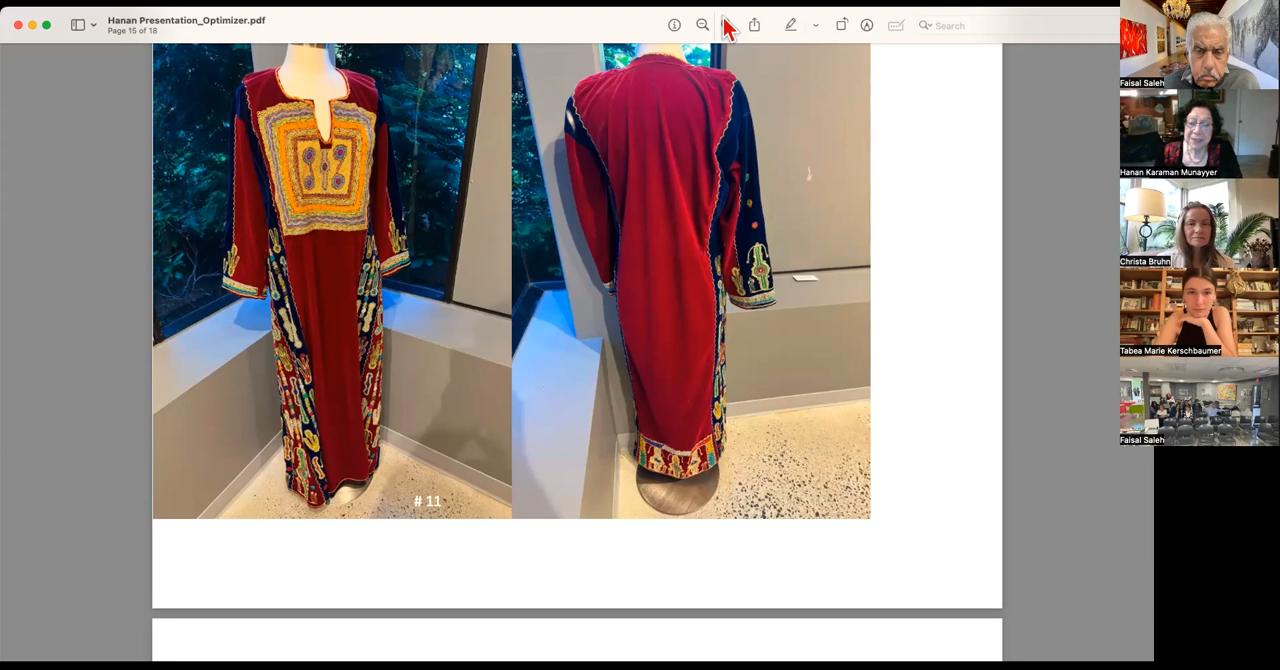 Hanan Presentation_Optimizer.pdf
Page 15 of 18
Search
# 11
Faisal Saleh
Hanan Karaman Munayyer
Christa Bruhn
Tabea Marie Kerschbaumer
Faisal Saleh